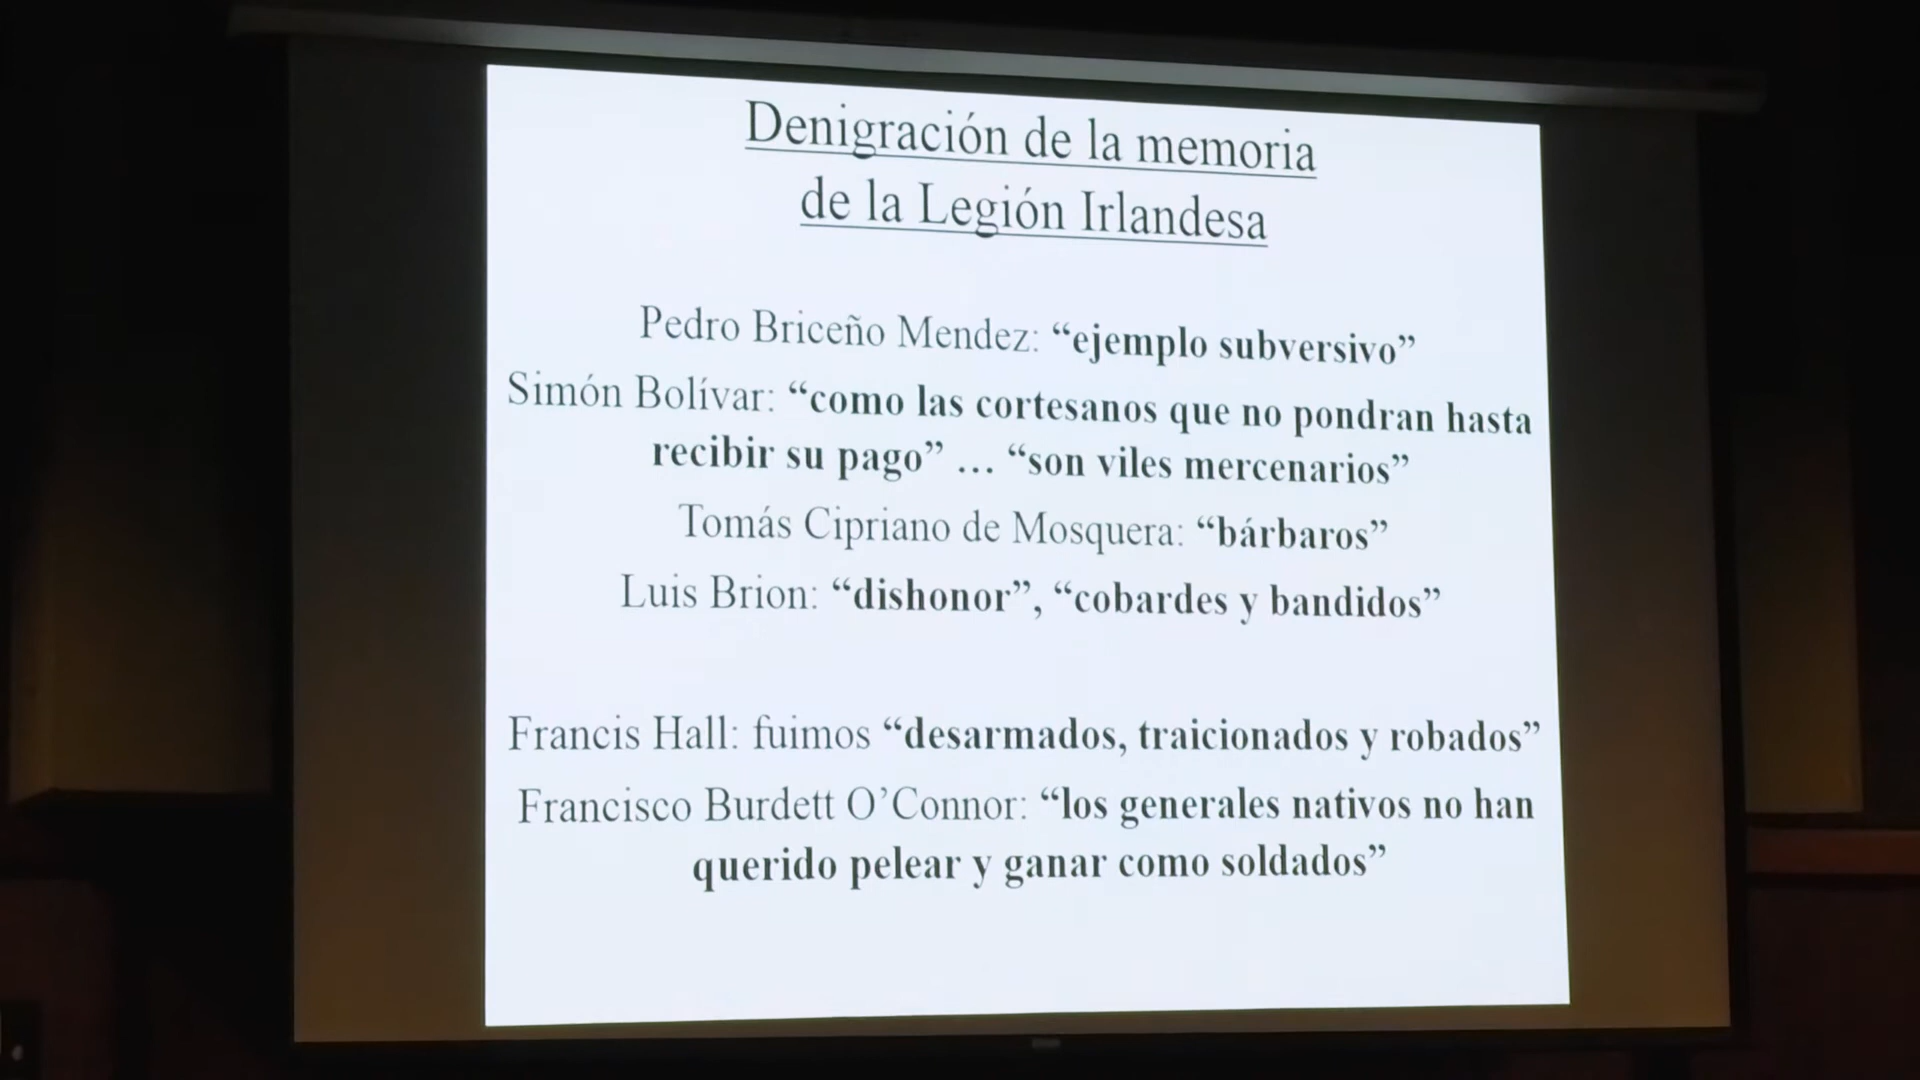 Denigración de la memoria
de la Legión Irlandesa
Pedro Briceño Mendez: “ejemplo subversivo”
Simón Bolívar: “como las cortesanos que no pondran hasta
recibir su pago” … “son viles mercenarios”
Tomás Cipriano de Mosquera: “bárbaros”
Luis Brion: “dishonor”, “cobardes y bandidos”
Francis Hall: fuimos “desarmados, traicionados y robados”
Francisco Burdett O’Connor: “los generales nativos no han
querido pelear y ganar como soldados”